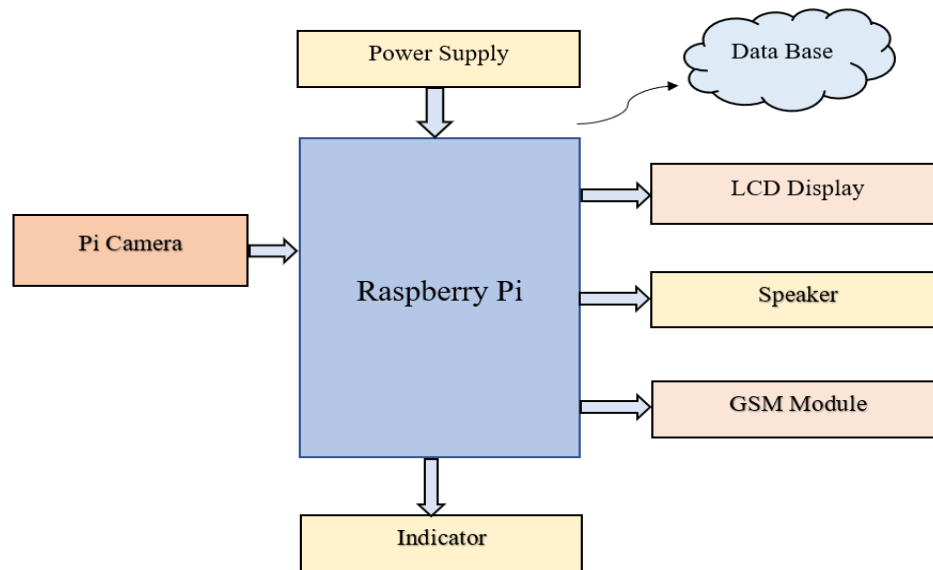 Power Supply
Data Base
LCD Display
Pi Camera
Raspberry Pi
Speaker
GSM Module
Indicator